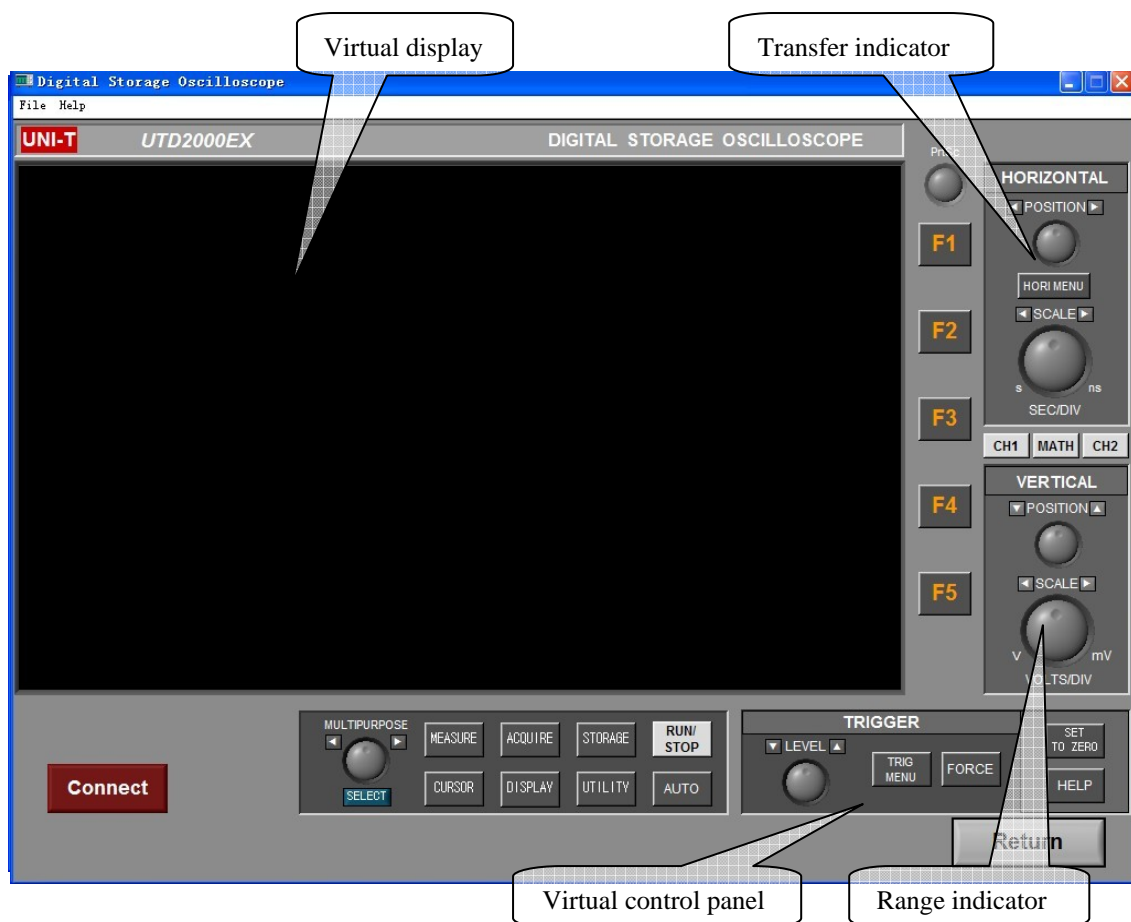 Virtual display
Transfer indicator
Digital Storage Oscilloscope
File Help
UNI-T UTD2000EX DIGITAL STORAGE OSCILLOSCOPE
HORIZONTAL
POSITION
F1
HORI MENU
SCALE
F2
s ns
SEC/DIV
F3
CH1 MATH CH2
VERTICAL
F4
POSITION
SCALE
F5
V mV
VOLTS/DIV
MULTIPURPOSE
SELECT
MEASURE ACQUIRE STORAGE RUN/
STOP
CURSOR DISPLAY UTILITY AUTO
TRIGGER
LEVEL
TRIG
MENU
FORCE
SET
TO ZERO
HELP
Connect
Return
Virtual control panel
Range indicator